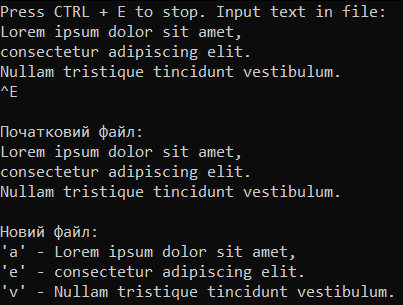 Press CTRL + E to stop. Input text in file:
Lorem ipsum dolor sit amet,
consectetur adipiscing elit.
Nullam tristique tincidunt vestibulum.
^E
Початковий файл:
Lorem ipsum dolor sit amet,
consectetur adipiscing elit.
Nullam tristique tincidunt vestibulum.
Новий файл:
'a' - Lorem ipsum dolor sit amet,
'e' - consectetur adipiscing elit.
'v' - Nullam tristique tincidunt vestibulum.